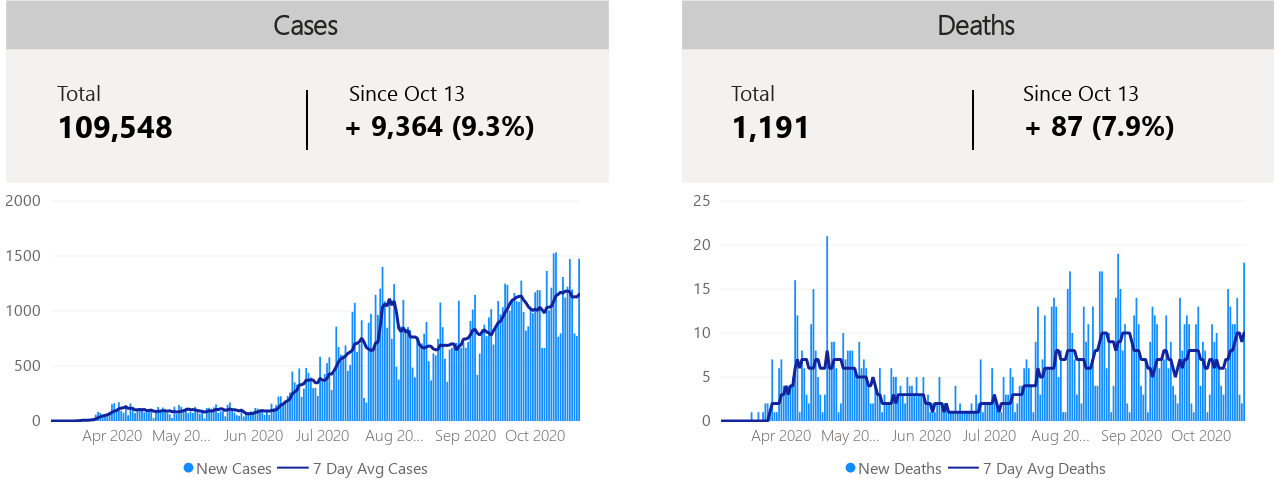 Cases
Total
109,548
Since Oct 13
+ 9,364 (9.3%)
2000
1500
1000
500
0
Apr 2020 May 20... Jun 2020 Jul 2020 Aug 20... Sep 2020 Oct 2020
New Cases 7 Day Avg Cases
Deaths
Total
1,191
Since Oct 13
+ 87 (7.9%)
25
20
15
10
5
0
Apr 2020 May 20... Jun 2020 Jul 2020 Aug 20... Sep 2020 Oct 2020
New Deaths 7 Day Avg Deaths